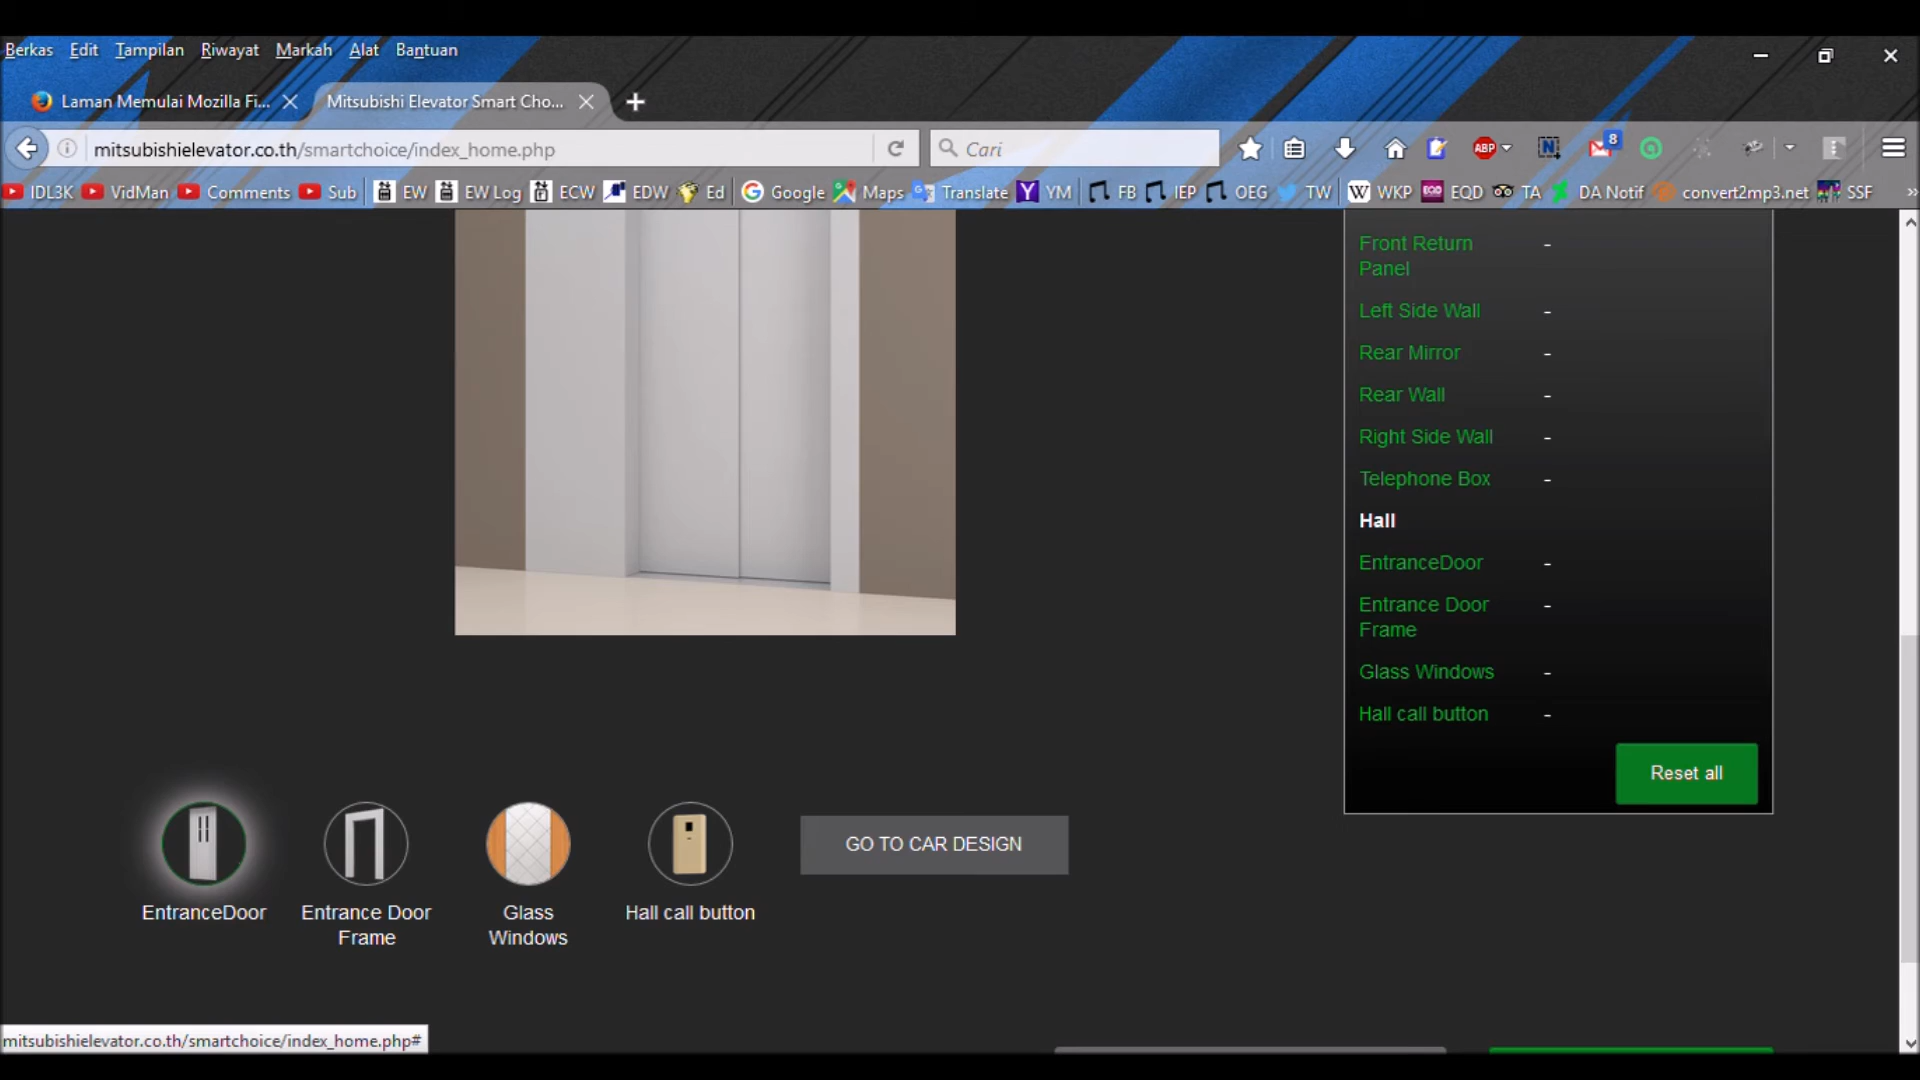 Berkas Edit Tampilan Riwayat Markah Alat Bantuan
Laman Memulai Mozilla Fi...
Mitsubishi Elevator Smart Cho...
mitsubishielevator.co.th/smartchoice/index_home.php
Cari
ABP
N
8
IDL3K VidMan Comments Sub EW EW Log ECW EDW Ed Google Maps Translate YM FB IEP OEG TW WKP EQD TA DA Notif convert2mp3.net SSF
Front Return
Panel -
Left Side Wall -
Rear Mirror -
Rear Wall -
Right Side Wall -
Telephone Box -
Hall
EntranceDoor -
Entrance Door
Frame -
Glass Windows -
Hall call button -
Reset all
EntranceDoor
Entrance Door
Frame
Glass
Windows
Hall call button
GO TO CAR DESIGN
mitsubishielevator.co.th/smartchoice/index_home.php#